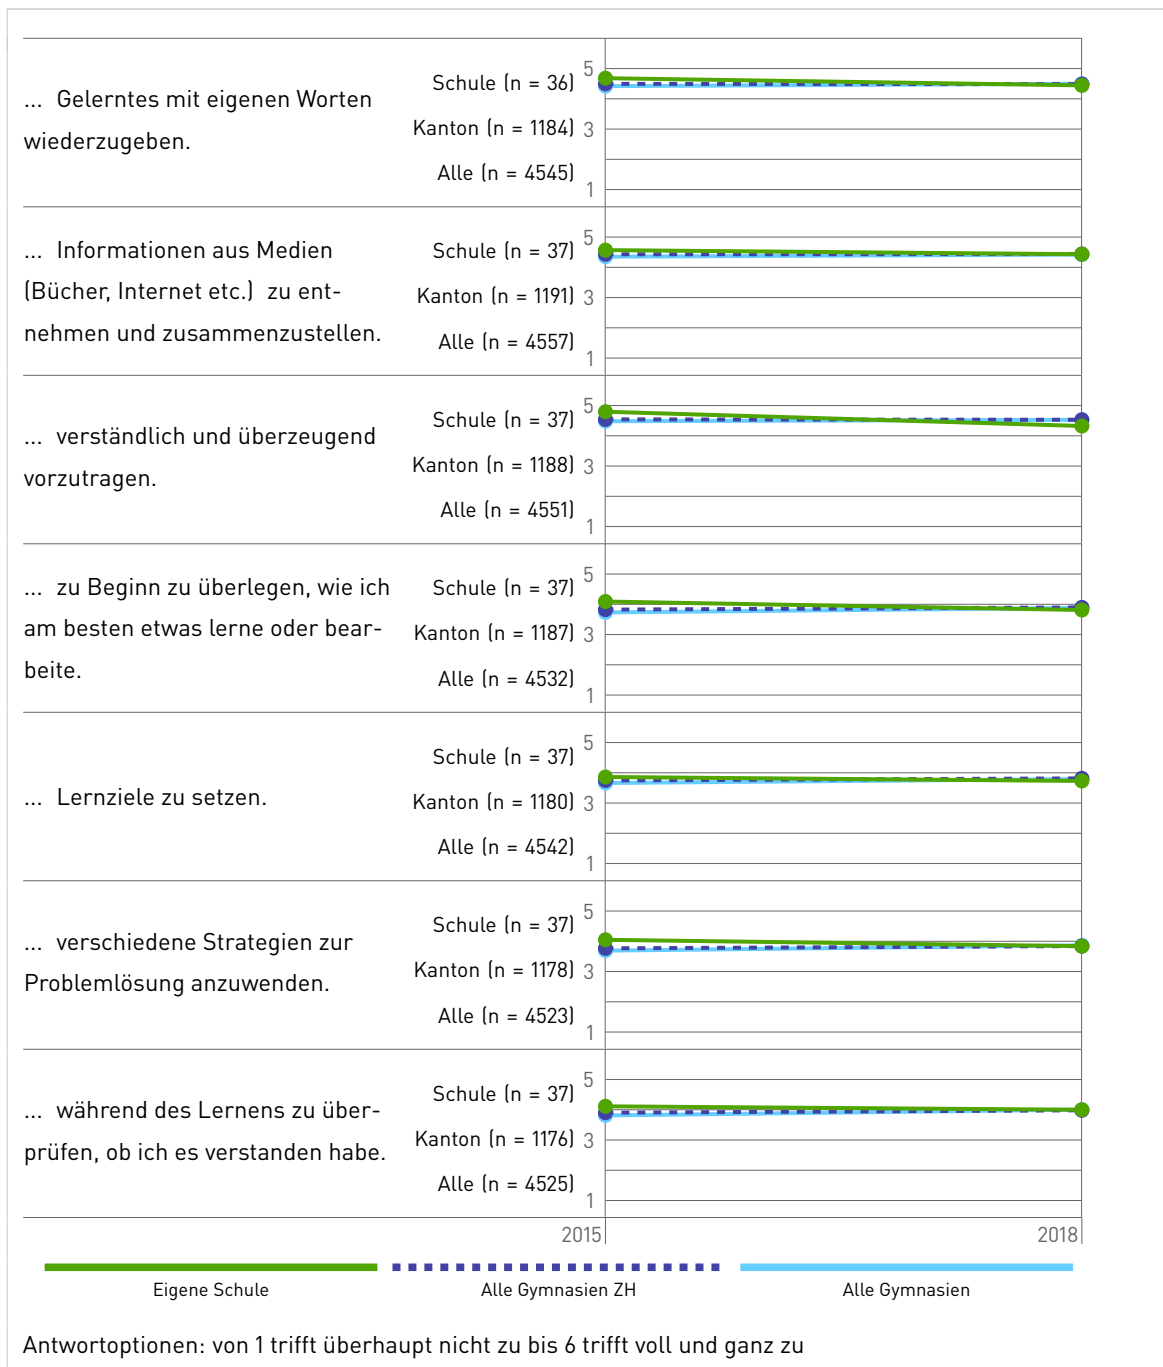 ... Gelerntes mit eigenen Worten
wiederzugeben.
Schule (n = 36)
Kanton (n = 1184)
Alle (n = 4545)
5
3
1
... Informationen aus Medien
(Bücher, Internet etc.) zu ent-
nehmen und zusammenzustellen.
Schule (n = 37)
Kanton (n = 1191)
Alle (n = 4557)
5
3
1
... verständlich und überzeugend
vorzutragen.
Schule (n = 37)
Kanton (n = 1188)
Alle (n = 4551)
5
3
1
... zu Beginn zu überlegen, wie ich
am besten etwas lerne oder bear-
beite.
Schule (n = 37)
Kanton (n = 1187)
Alle (n = 4532)
5
3
1
... Lernziele zu setzen.
Schule (n = 37)
Kanton (n = 1180)
Alle (n = 4542)
5
3
1
... verschiedene Strategien zur
Problemlösung anzuwenden.
Schule (n = 37)
Kanton (n = 1178)
Alle (n = 4523)
5
3
1
... während des Lernens zu über-
prüfen, ob ich es verstanden habe.
Schule (n = 37)
Kanton (n = 1176)
Alle (n = 4525)
5
3
1
2015 2018
Eigene Schule Alle Gymnasien ZH Alle Gymnasien
Antwortoptionen: von 1 trifft überhaupt nicht zu bis 6 trifft voll und ganz zu